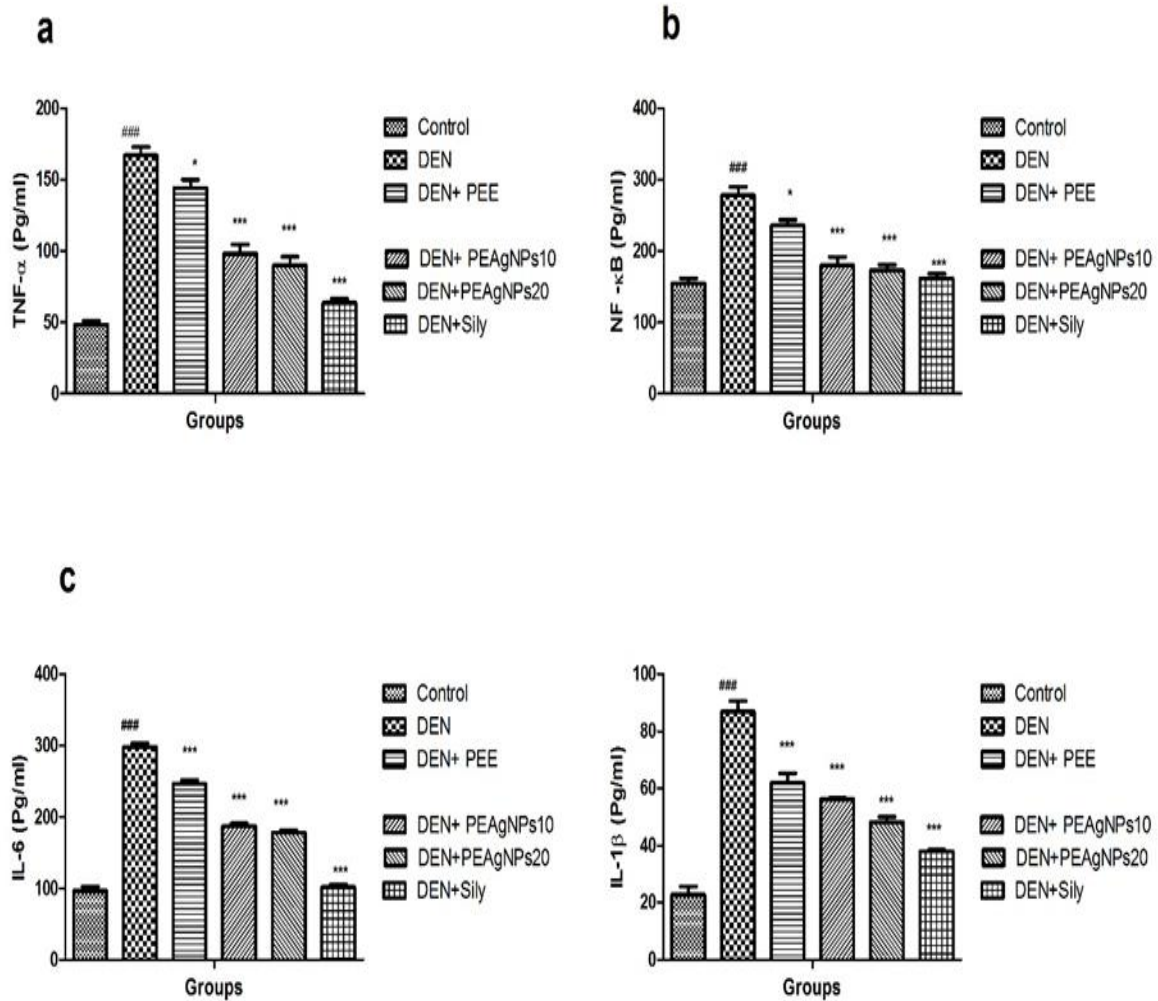 a
200
150
100
50
0
TNF-α (Pg/ml)
###
*
***
***
***
Groups
Control
DEN
DEN+ PEE
DEN+ PEAgNPs10
DEN+PEAgNPs20
DEN+Sily
b
400
300
200
100
0
NF -κB (Pg/ml)
###
*
***
***
***
Groups
Control
DEN
DEN+ PEE
DEN+ PEAgNPs10
DEN+PEAgNPs20
DEN+Sily
c
400
300
200
100
0
IL-6 (Pg/ml)
###
***
***
***
***
Groups
Control
DEN
DEN+ PEE
DEN+ PEAgNPs10
DEN+PEAgNPs20
DEN+Sily
100
80
60
40
20
0
IL-1β (Pg/ml)
###
***
***
***
***
Groups
Control
DEN
DEN+ PEE
DEN+ PEAgNPs10
DEN+PEAgNPs20
DEN+Sily